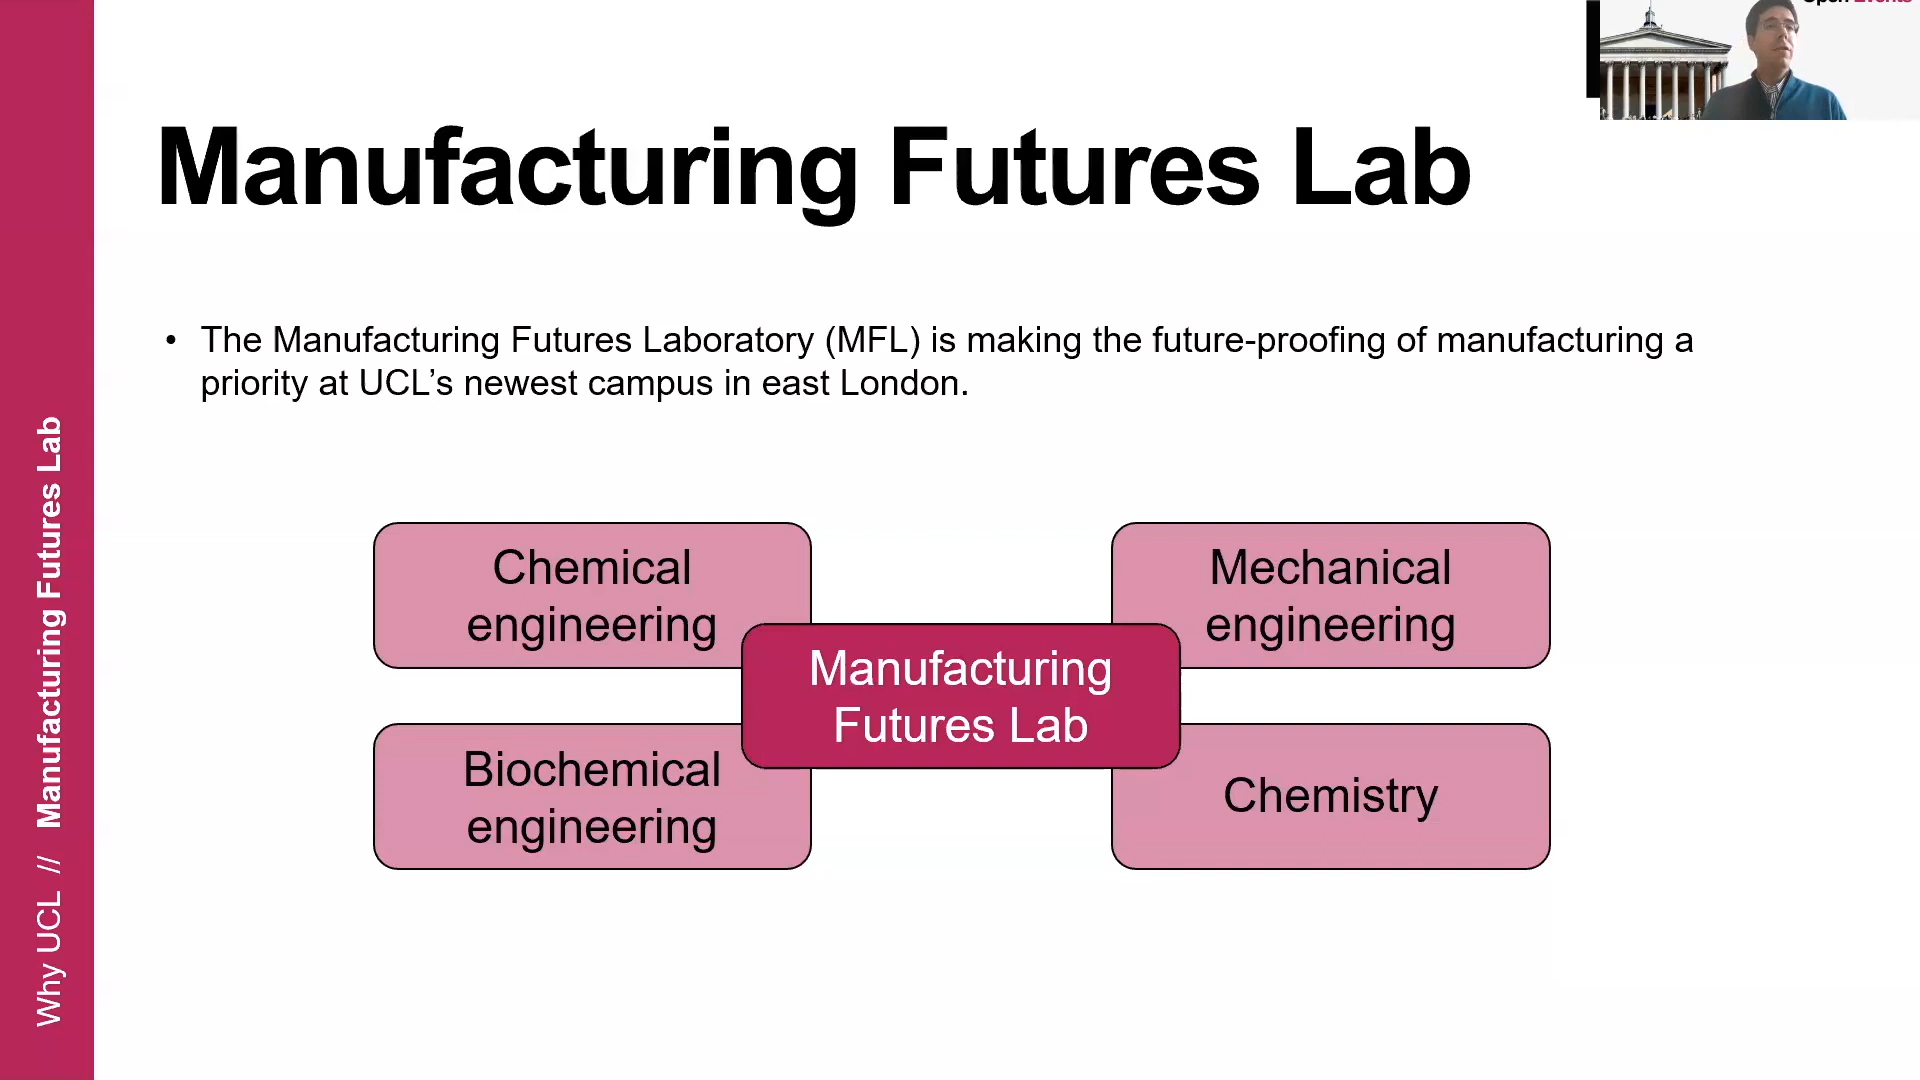 Open Events
Manufacturing Futures Lab
• The Manufacturing Futures Laboratory (MFL) is making the future-proofing of manufacturing a
priority at UCL’s newest campus in east London.
Chemical
engineering
Mechanical
engineering
Manufacturing
Futures Lab
Biochemical
engineering
Chemistry
Why UCL // Manufacturing Futures Lab